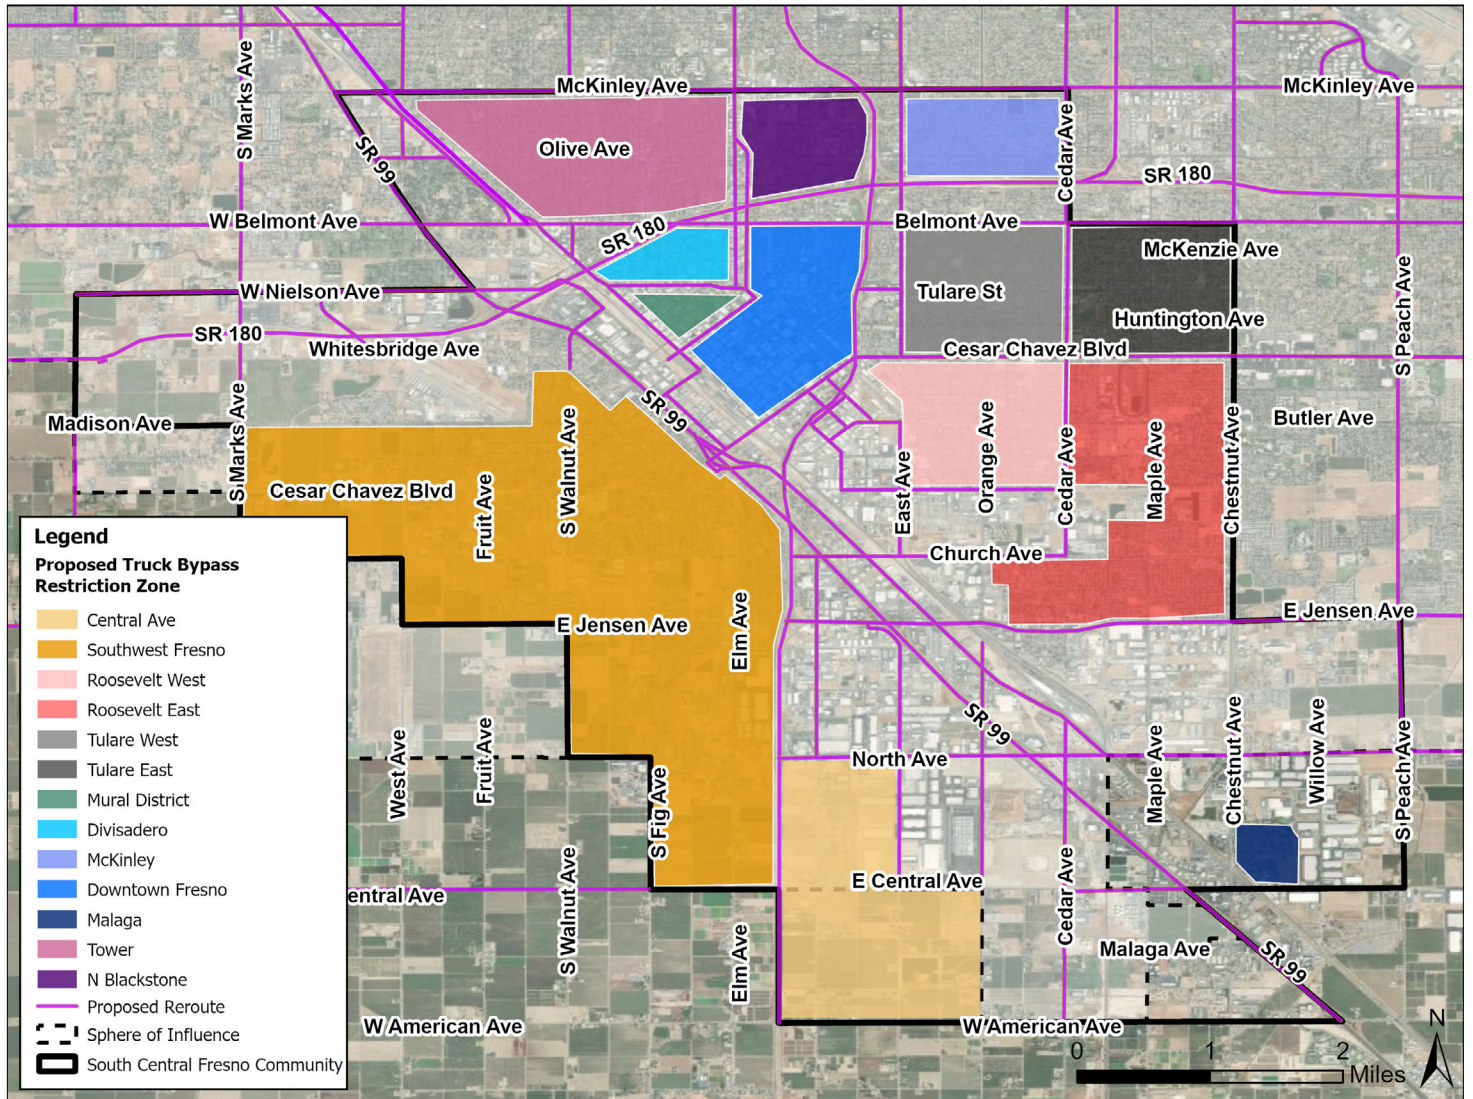 McKinley Ave
McKinley Ave
S Marks Ave
Olive Ave
Cedar Ave
SR 99
SR 180
W Belmont Ave
SR 180
Belmont Ave
McKenzie Ave
W Nielson Ave
Tulare St
S Peach Ave
SR 180
Huntington Ave
Whitesbridge Ave
Cesar Chavez Blvd
SR 99
Madison Ave
S Marks Ave
Butler Ave
S Walnut Ave
Orange Ave
Maple Ave
Chestnut Ave
Cesar Chavez Blvd
Fruit Ave
East Ave
Cedar Ave
Church Ave
E Jensen Ave
Elm Ave
E Jensen Ave
SR 99
West Ave
Fruit Ave
North Ave
Maple Ave
Chestnut Ave
Willow Ave
S Peach Ave
S Fig Ave
E Central Ave
entral Ave
S Walnut Ave
Elm Ave
Cedar Ave
Malaga Ave
SR 99
W American Ave
W American Ave
Legend
Proposed Truck Bypass
Restriction Zone
Central Ave
Southwest Fresno
Roosevelt West
Roosevelt East
Tulare West
Tulare East
Mural District
Divisadero
McKinley
Downtown Fresno
Malaga
Tower
N Blackstone
Proposed Reroute
Sphere of Influence
South Central Fresno Community
N
0 1 2
Miles